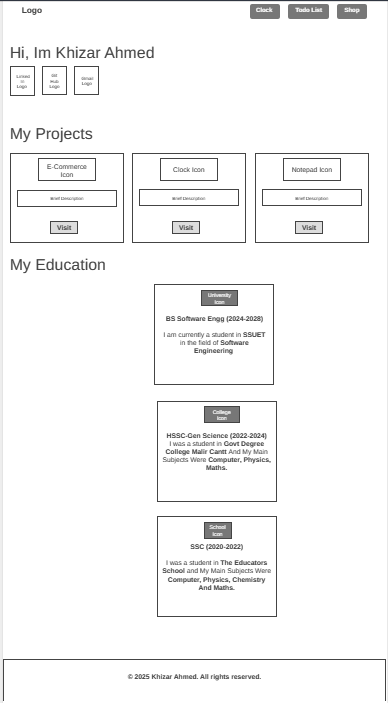 Logo
Clock
Todo List
Shop
Hi, Im Khizar Ahmed
Linked
in
Logo
Git
Hub
Logo
Gmail
Logo
My Projects
E-Commerce
Icon
Clock Icon
Notepad Icon
Brief Description
Brief Description
Brief Description
Visit
Visit
Visit
My Education
University
Icon
BS Software Engg (2024-2028)
I am currently a student in SSUET
in the field of Software
Engineering
College
Icon
HSSC-Gen Science (2022-2024)
I was a student in Govt Degree
College Malir Cantt And My Main
Subjects Were Computer, Physics,
Maths.
School
Icon
SSC (2020-2022)
I was a student in The Educators
School and My Main Subjects Were
Computer, Physics, Chemistry
And Maths.
© 2025 Khizar Ahmed. All rights reserved.